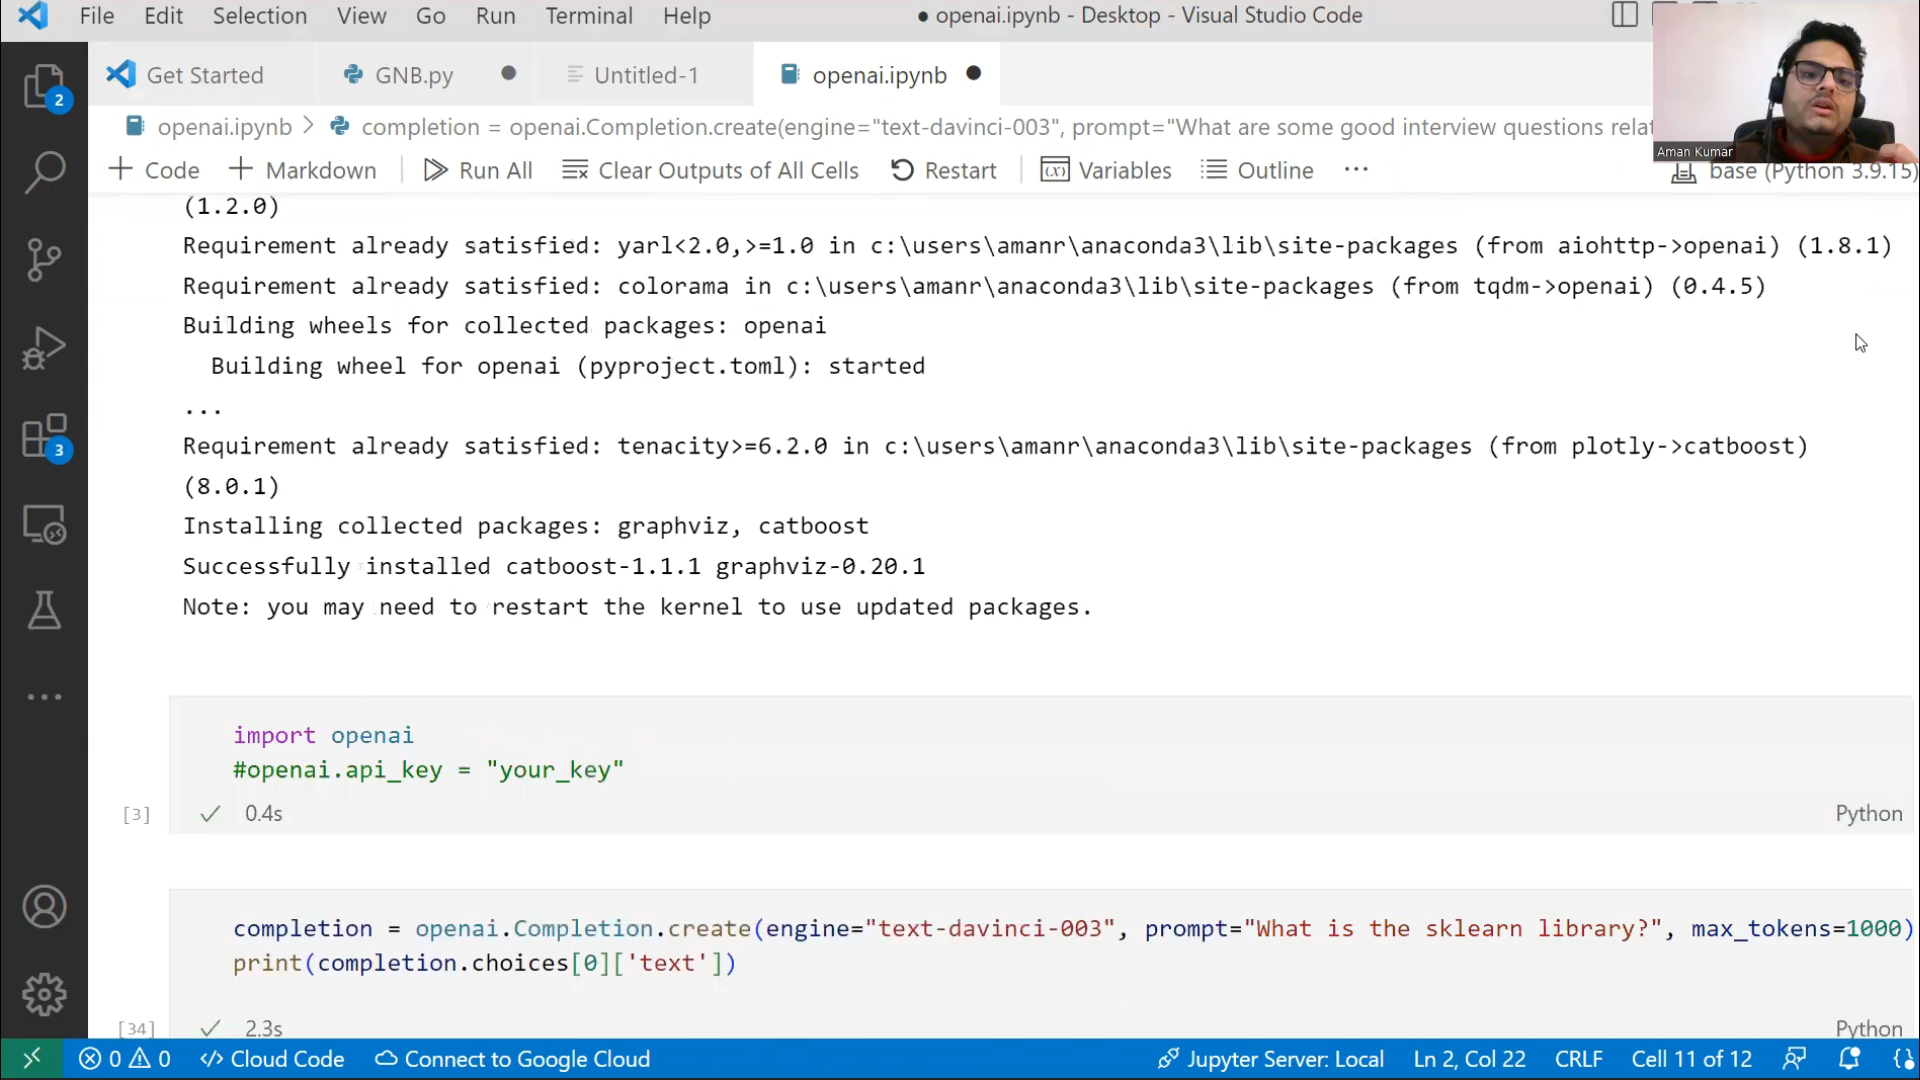 File Edit Selection View Go Run Terminal Help ● openai.ipynb - Desktop - Visual Studio Code
Get Started GNB.py Untitled-1 openai.ipynb
openai.ipynb > completion = openai.Completion.create(engine="text-davinci-003", prompt="What are some good interview questions
+ Code + Markdown Run All Clear Outputs of All Cells Restart Variables Outline ...
Aman Kumar
base (Python 3.9.15)
(1.2.0)
Requirement already satisfied: yarl<2.0,>=1.0 in c:\users\amanr\anaconda3\lib\site-packages (from aiohttp->openai) (1.8.1)
Requirement already satisfied: colorama in c:\users\amanr\anaconda3\lib\site-packages (from tqdm->openai) (0.4.5)
Building wheels for collected packages: openai
Building wheel for openai (pyproject.toml): started
...
Requirement already satisfied: tenacity>=6.2.0 in c:\users\amanr\anaconda3\lib\site-packages (from plotly->catboost)
(8.0.1)
Installing collected packages: graphviz, catboost
Successfully installed catboost-1.1.1 graphviz-0.20.1
Note: you may need to restart the kernel to use updated packages.
import openai
#openai.api_key = "your_key"
[3] 0.4s Python
completion = openai.Completion.create(engine="text-davinci-003", prompt="What is the sklearn library?", max_tokens=1000)
print(completion.choices[0]['text'])
[34] 2.3s Python
2
3
0 0 Cloud Code Connect to Google Cloud Jupyter Server: Local Ln 2, Col 22 CRLF Cell 11 of 12